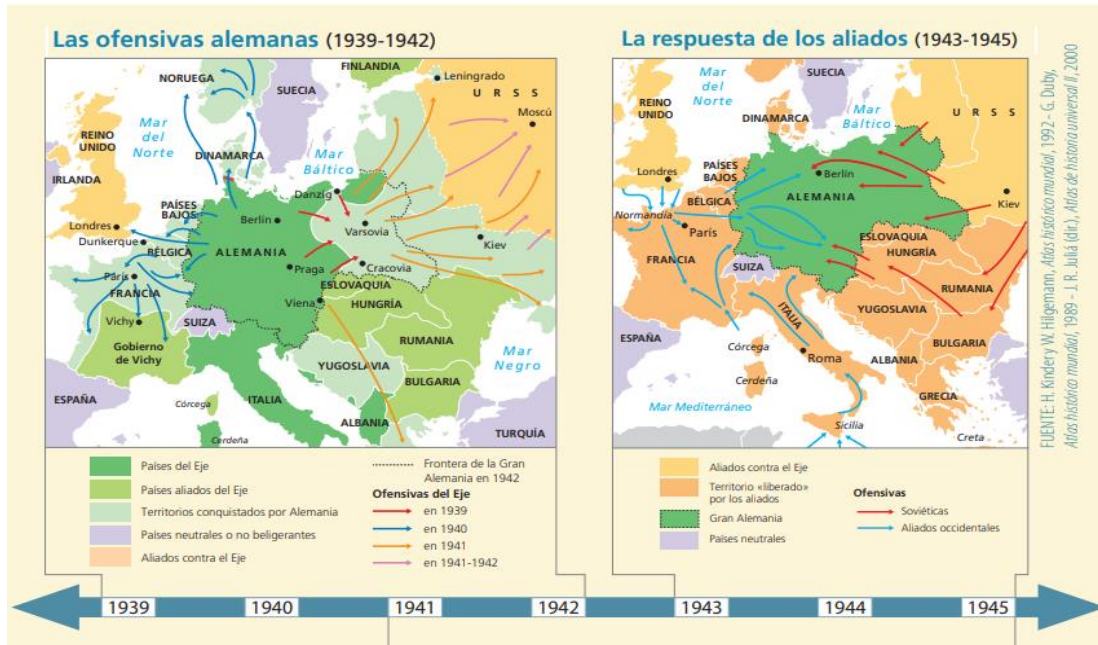 Las ofensivas alemanas (1939-1942)
NORUEGA
FINLANDIA
SUECIA
Leningrado
U R S S
Moscú
REINO
UNIDO
Mar
del
Norte
DINAMARCA
Mar
Báltico
IRLANDA
Danzig
PAÍSES
BAJOS
Londres
Berlín
Varsovia
Dunkerque
BÉLGICA
ALEMANIA
Kiev
París
Praga
Cracovia
FRANCIA
ESLOVAQUIA
Viena
HUNGRÍA
Vichy
SUIZA
Gobierno
de Vichy
RUMANIA
YUGOSLAVIA
Mar
Negro
BULGARIA
ESPAÑA
ITALIA
Córcega
ALBANIA
Cerdeña
TURQUÍA
Países del Eje
Países aliados del Eje
Territorios conquistados por Alemania
Países neutrales o no beligerantes
Aliados contra el Eje
Frontera de la Gran
Alemania en 1942
Ofensivas del Eje
en 1939
en 1940
en 1941
en 1941-1942
La respuesta de los aliados (1943-1945)
Mar
del
Norte
SUECIA
REINO
UNIDO
DINAMARCA
Mar
Báltico
U R S S
PAÍSES
BAJOS
Londres
Berlín
BÉLGICA
ALEMANIA
Normandía
París
Kiev
ESLOVAQUIA
FRANCIA
HUNGRÍA
SUIZA
RUMANIA
ITALIA
YUGOSLAVIA
ESPAÑA
Córcega
Roma
BULGARIA
ALBANIA
Cerdeña
GRECIA
Mar Mediterráneo
Sicilia
Creta
Aliados contra el Eje
Territorio «liberado»
por los aliados
Gran Alemania
Países neutrales
Ofensivas
Soviéticas
Aliados occidentales
FUENTE: H. Kindery W. Hilgemann, Atlas histórico mundial, 1992 - G. Duby,
Atlas histórico mundial, 1989 - J. R. Juliá (dir.), Atlas de historia universal II, 2000
1939
1940
1941
1942
1943
1944
1945